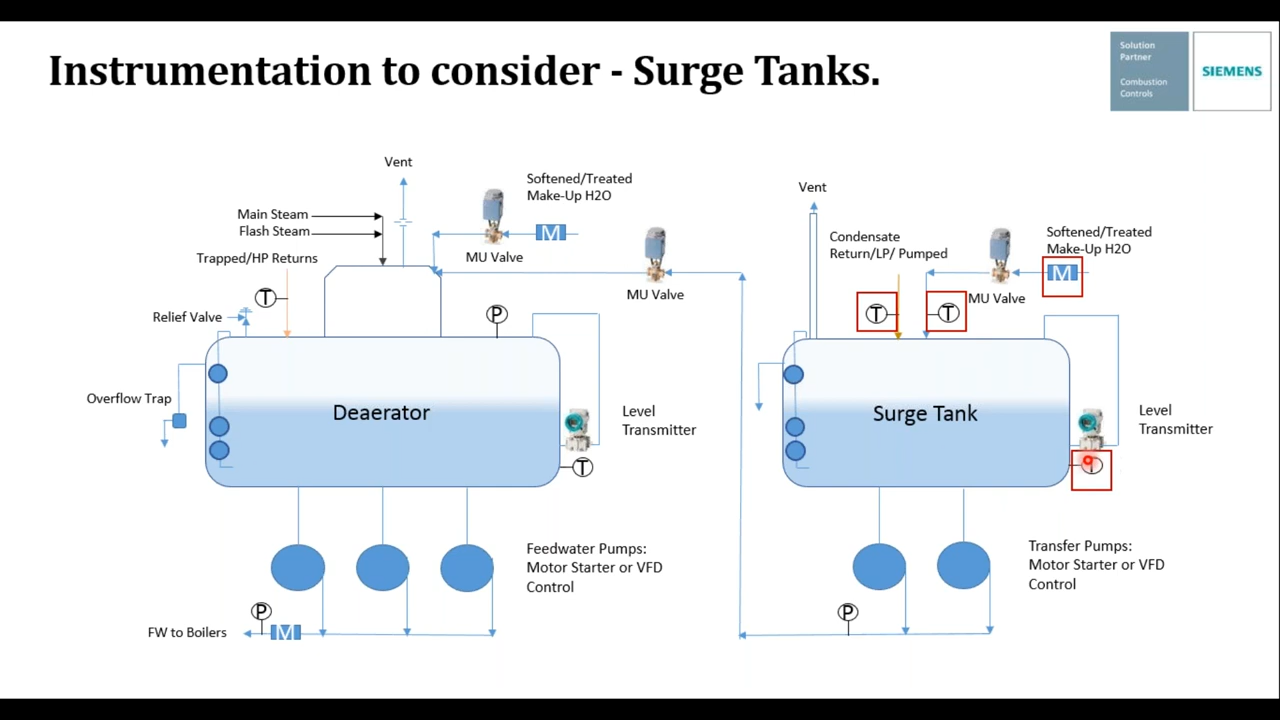 Instrumentation to consider - Surge Tanks.
Solution
Partner
Combustion
Controls
SIEMENS
Vent
Softened/Treated
Make-Up H2O
Main Steam
Flash Steam
M
MU Valve
Trapped/HP Returns
T
Relief Valve
P
MU Valve
Overflow Trap
Deaerator
Level
Transmitter
T
Feedwater Pumps:
Motor Starter or VFD
Control
P
FW to Boilers
M
Vent
Condensate
Return/LP/ Pumped
Softened/Treated
Make-Up H2O
M
MU Valve
T
T
Surge Tank
Level
Transmitter
T
Transfer Pumps:
Motor Starter or VFD
Control
P